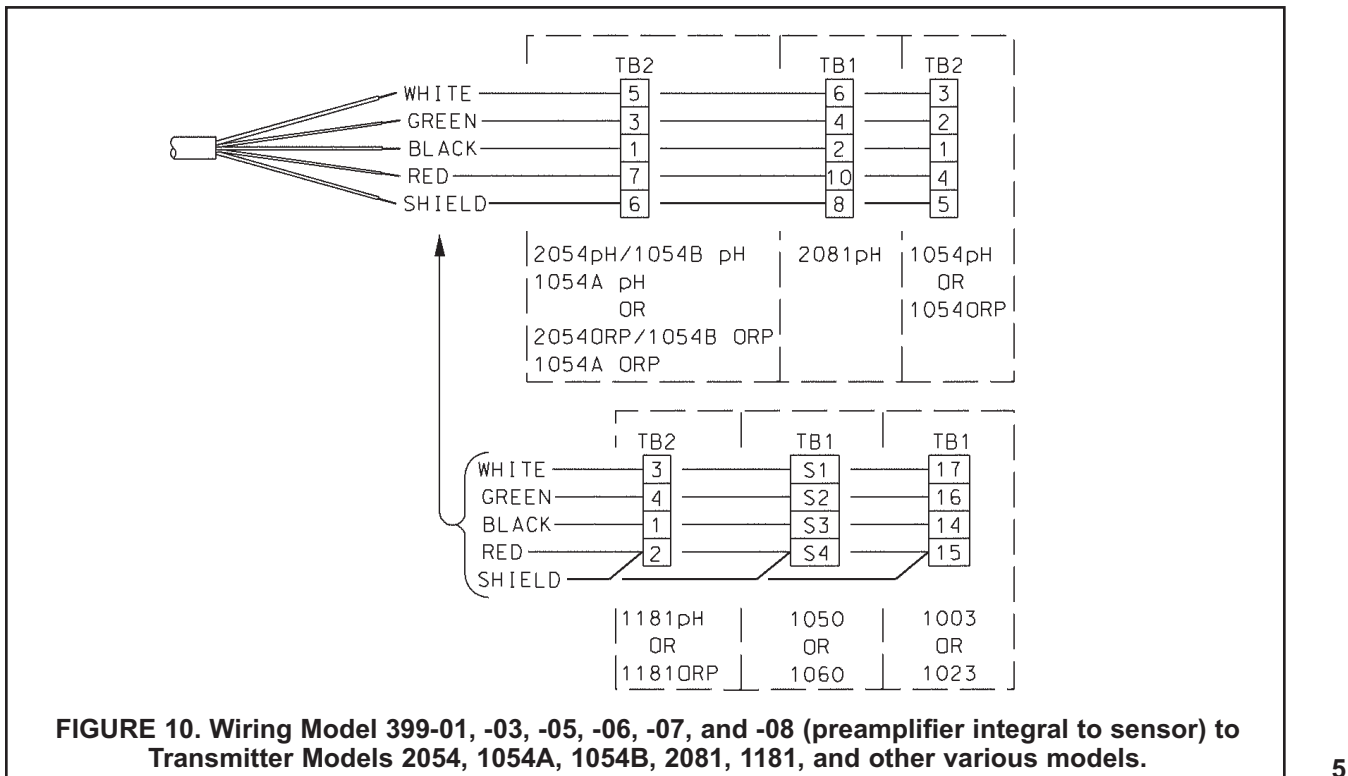 TB2 TB1 TB2
WHITE 5 6 3
GREEN 3 4 2
BLACK 1 2 1
RED 7 10 4
SHIELD 6 8 5
2054pH/1054B pH 2081pH 1054pH
1054A pH OR
OR 1054ORP
2054ORP/1054B ORP
1054A ORP
TB2 TB1 TB1
WHITE 3 S1 17
GREEN 4 S2 16
BLACK 1 S3 14
RED 2 S4 15
SHIELD
1181pH 1050 1003
OR OR OR
1181ORP 1060 1023
FIGURE 10. Wiring Model 399-01, -03, -05, -06, -07, and -08 (preamplifier integral to sensor) to
Transmitter Models 2054, 1054A, 1054B, 2081, 1181, and other various models.
5